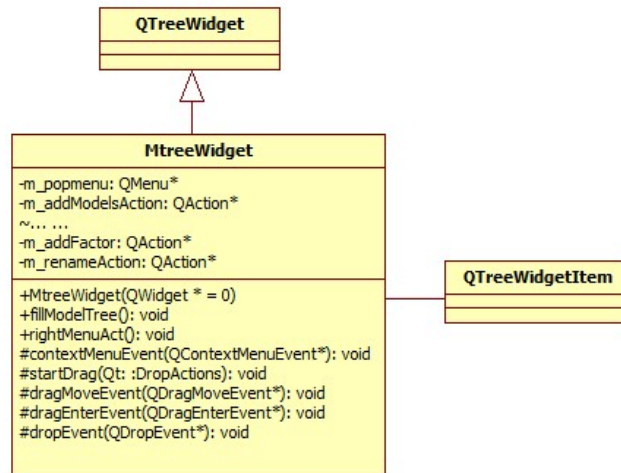 QTreeWidget
MtreeWidget
-m_popmenu: QMenu*
-m_addModelsAction: QAction*
~... ...
-m_addFactor: QAction*
-m_renameAction: QAction*
+MtreeWidget(QWidget * = 0)
+fillModelTree(): void
+rightMenuAct(): void
#contextMenuEvent(QContextMenuEvent*): void
#startDrag(Qt: :DropActions): void
#dragMoveEvent(QDragMoveEvent*): void
#dragEnterEvent(QDragEnterEvent*): void
#dropEvent(QDropEvent*): void
QTreeWidgetItem